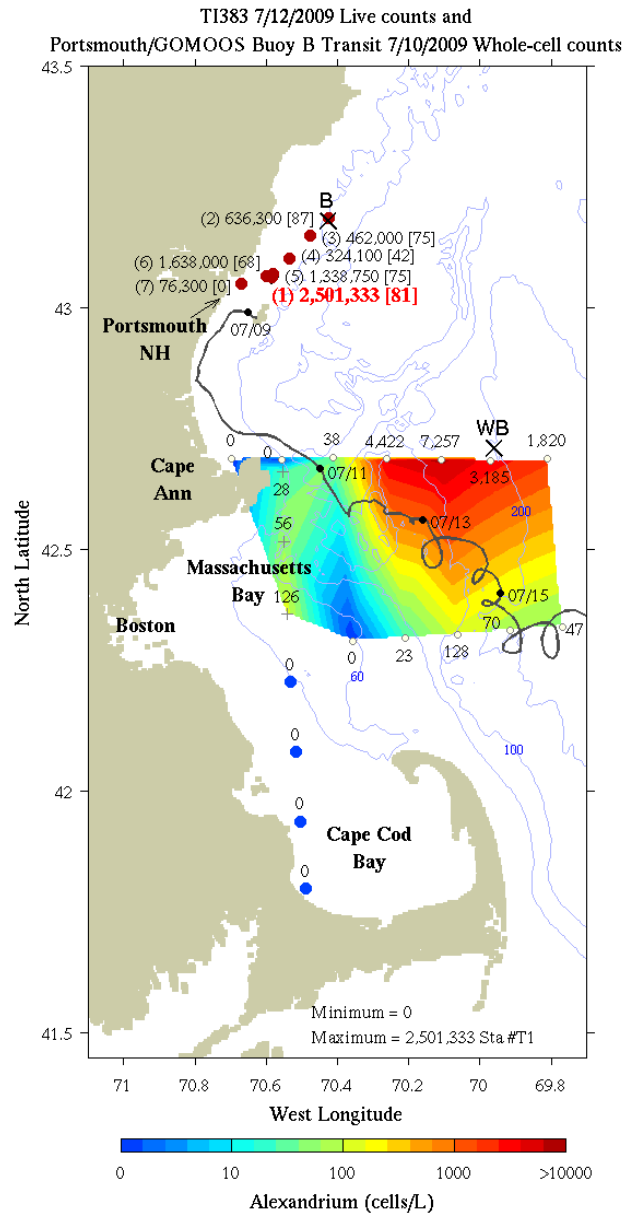 TI383 7/12/2009 Live counts and
Portsmouth/GOMOOS Buoy B Transit 7/10/2009 Whole-cell counts
43.5
B
(2) 636,300 [87]
(3) 462,000 [75]
(4) 324,100 [42]
(6) 1,638,000 [68]
(5) 1,338,750 [75]
(7) 76,300 [0]
(1) 2,501,333 [81]
43
Portsmouth
NH
07/09
WB
0
0
38
4,422
7,257
1,820
Cape
Ann
07/11
3,185
28
200
07/13
56
42.5
Massachusetts
Bay
126
07/15
Boston
70
47
0
23
128
60
0
100
0
42
0
Cape Cod
Bay
0
Minimum = 0
Maximum = 2,501,333 Sta #T1
41.5
71
70.8
70.6
70.4
70.2
70
69.8
North Latitude
West Longitude
0
10
100
1000
>10000
Alexandrium (cells/L)